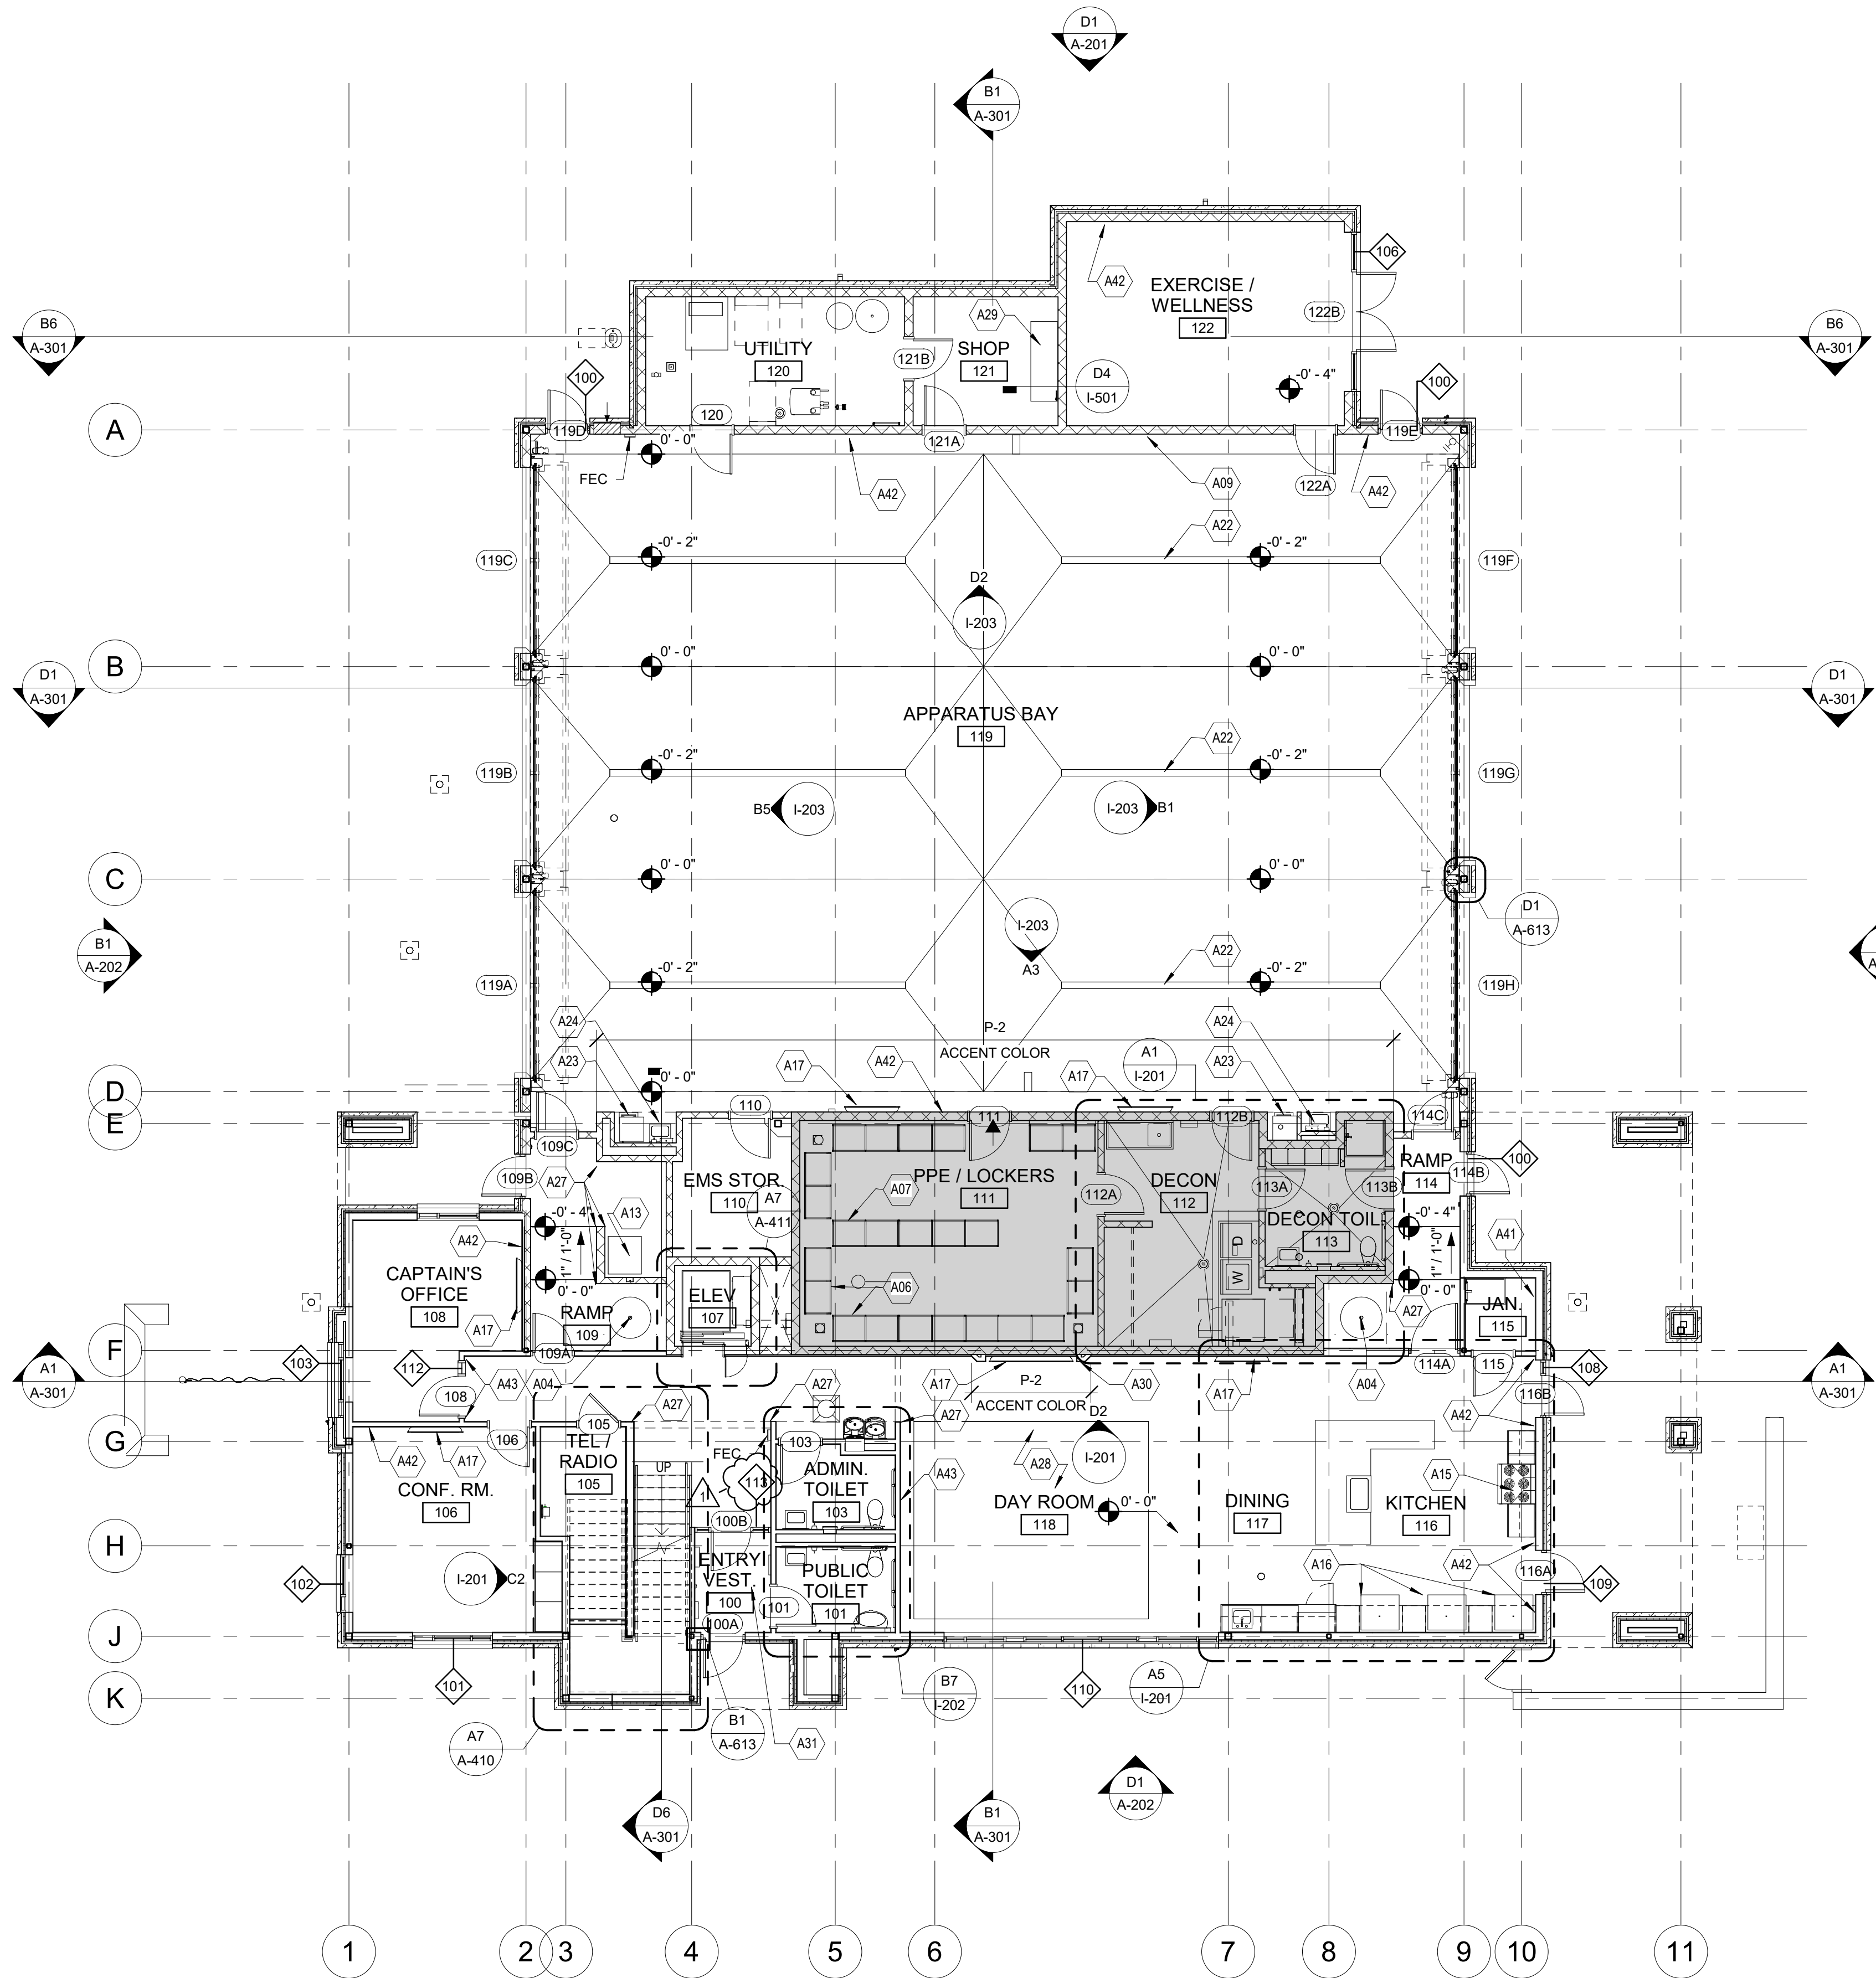 D1
A-201
B1
A-301
106
A42
EXERCISE /
WELLNESS
122
122B
B6
A-301
B6
A-301
A29
UTILITY
120
121B
SHOP
121
D4
I-501
-0' - 4"
100
100
120
A
119D
121A
119E
0' - 0"
FEC
A42
A09
122A
A42
A22
119C
-0' - 2"
-0' - 2"
119F
D2
I-203
B
0' - 0"
0' - 0"
D1
A-301
D1
A-301
APPARATUS BAY
119
A22
119B
-0' - 2"
-0' - 2"
119G
B5
I-203
I-203
B1
C
0' - 0"
0' - 0"
D1
A-613
B1
A-202
I-203
A3
A22
119A
-0' - 2"
-0' - 2"
119H
A24
P-2
A24
A23
ACCENT COLOR
A1
I-201
A23
A17
A42
A17
D
0' - 0"
E
110
111
112B
114C
109C
109B
A27
EMS STOR.
110
PPE / LOCKERS
111
A07
112A
DECON
112
113A
113B
RAMP
114
114B
100
A13
A7
A-411
DECON TOIL.
113
-0' - 4"
-0' - 4"
A42
1" / 1'-0"
D
W
1" / 1'-0"
A41
CAPTAIN'S
OFFICE
108
0' - 0"
A06
0' - 0"
ELEV
107
RAMP
109
A27
JAN.
115
A17
F
109A
114A
115
103
112
108
A1
A-301
A43
A04
A17
P-2
A30
A17
A04
116B
108
A1
A-301
108
A27
A27
ACCENT COLOR
A27
A42
D2
I-201
G
106
105
TEL /
RADIO
105
UP
FEC
103
A42
A17
113
ADMIN.
TOILET
103
A43
A28
A15
CONF. RM.
106
1
DAY ROOM
118
0' - 0"
DINING
117
KITCHEN
116
100B
H
ENTRY
VEST.
100
PUBLIC
TOILET
101
A16
A42
116A
102
I-201
C2
101
109
100A
J
101
B7
I-202
110
A5
I-201
K
A7
A-410
B1
A-613
A31
D1
A-202
D6
A-301
B1
A-301
1
2
3
4
5
6
7
8
9
10
11